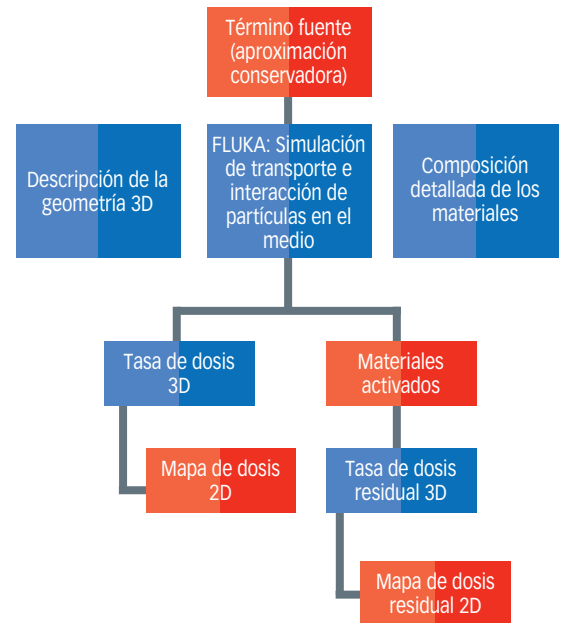 Término fuente
(aproximación
conservadora)
Descripción de la
geometría 3D
FLUKA: Simulación
de transporte e
interacción de
partículas en el
medio
Composición
detallada de los
materiales
Tasa de dosis
3D
Materiales
activados
Mapa de dosis
2D
Tasa de dosis
residual 3D
Mapa de dosis
residual 2D